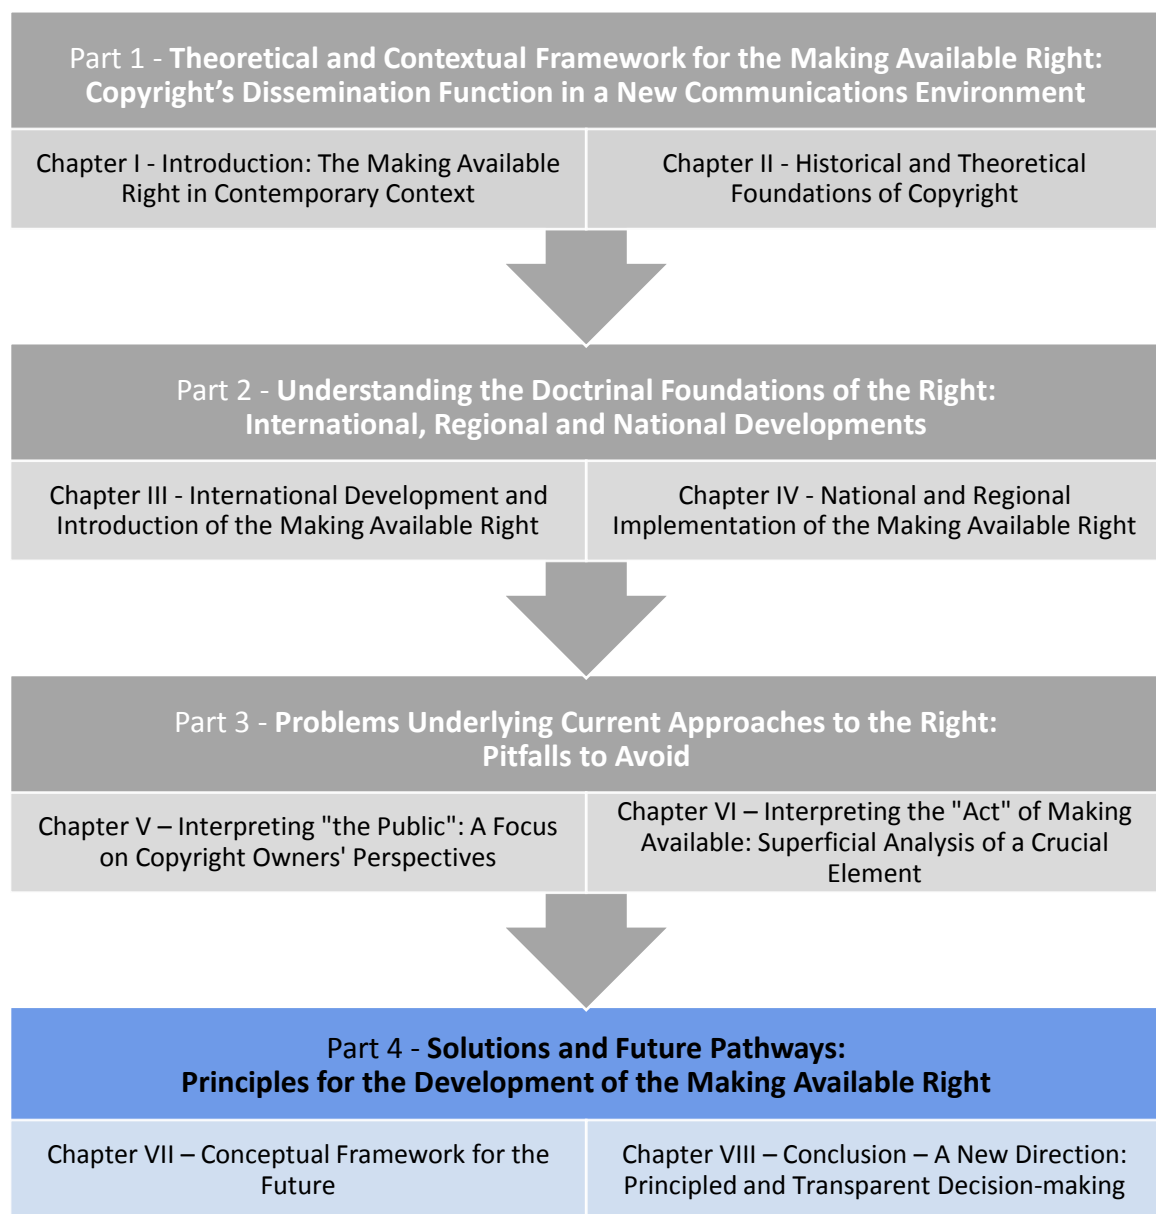 Part 1 - Theoretical and Contextual Framework for the Making Available Right:
Copyright's Dissemination Function in a New Communications Environment
Chapter I - Introduction: The Making Available
Right in Contemporary Context
Chapter II - Historical and Theoretical
Foundations of Copyright
Part 2 - Understanding the Doctrinal Foundations of the Right:
International, Regional and National Developments
Chapter III - International Development and
Introduction of the Making Available Right
Chapter IV - National and Regional
Implementation of the Making Available Right
Part 3 - Problems Underlying Current Approaches to the Right:
Pitfalls to Avoid
Chapter V – Interpreting "the Public": A Focus
on Copyright Owners' Perspectives
Chapter VI – Interpreting the "Act" of Making
Available: Superficial Analysis of a Crucial
Element
Part 4 - Solutions and Future Pathways:
Principles for the Development of the Making Available Right
Chapter VII – Conceptual Framework for the
Future
Chapter VIII – Conclusion – A New Direction:
Principled and Transparent Decision-making